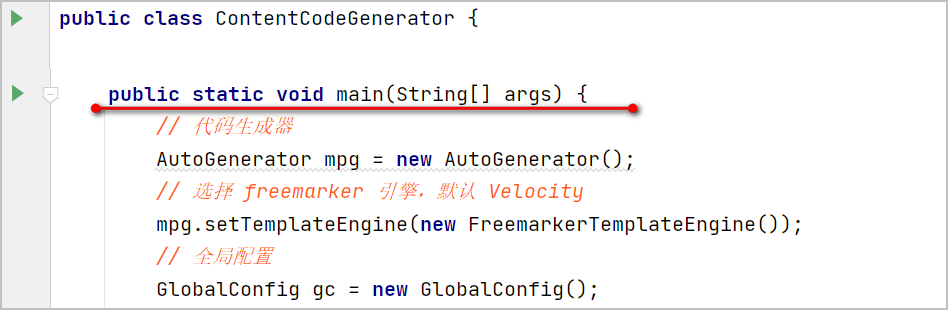 public class ContentCodeGenerator {
public static void main(String[] args) {
// 代码生成器
AutoGenerator mpg = new AutoGenerator();
// 选择 freemarker 引擎，默认 Velocity
mpg.setTemplateEngine(new FreemarkerTemplateEngine());
// 全局配置
GlobalConfig gc = new GlobalConfig();